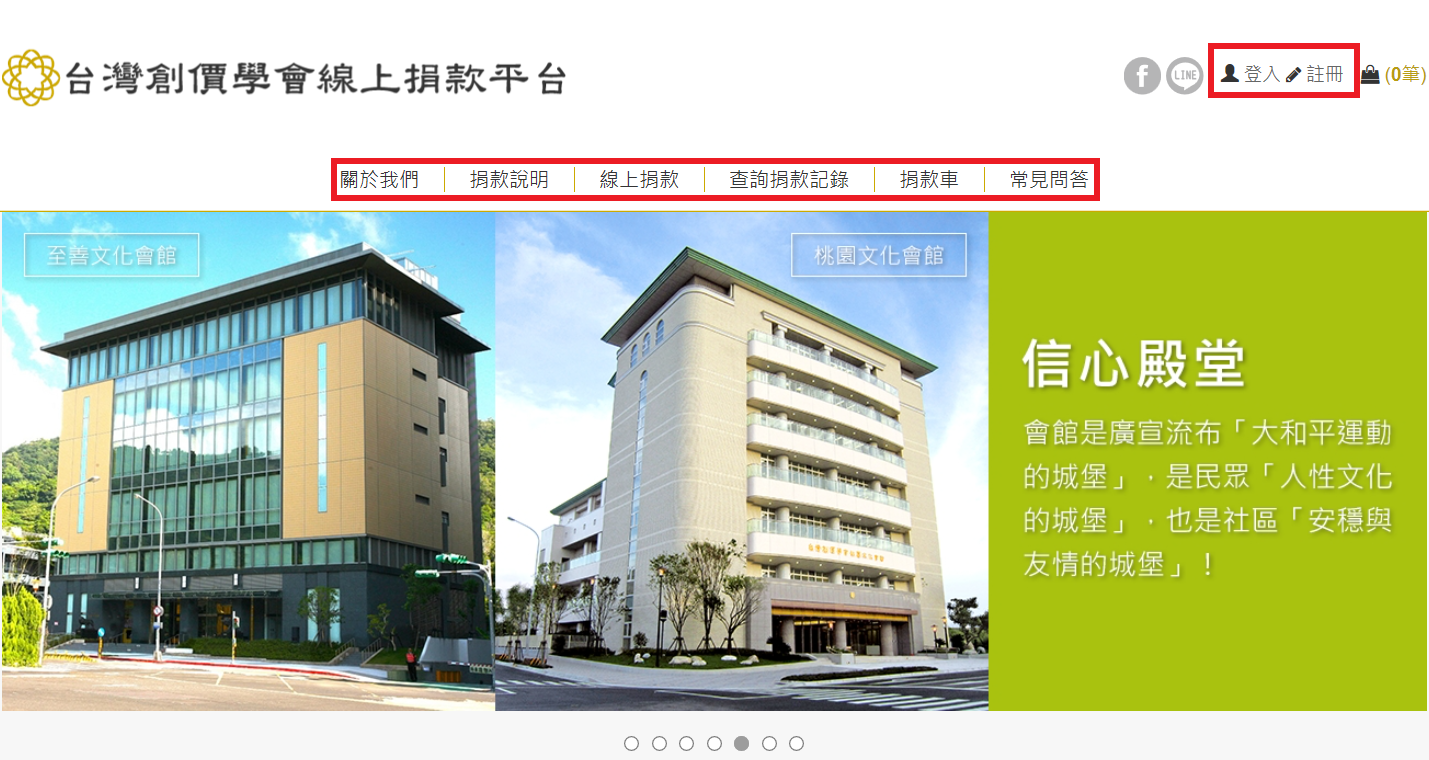 台灣創價學會線上捐款平台
f LINE 登入 註冊 (0筆)
關於我們 捐款說明 線上捐款 查詢捐款記錄 捐款車 常見問答
至善文化會館
桃園文化會館
信心殿堂
會館是廣宣流布「大和平運動
的城堡」，是民眾「人性文化
的城堡」，也是社區「安穩與
友情的城堡」！